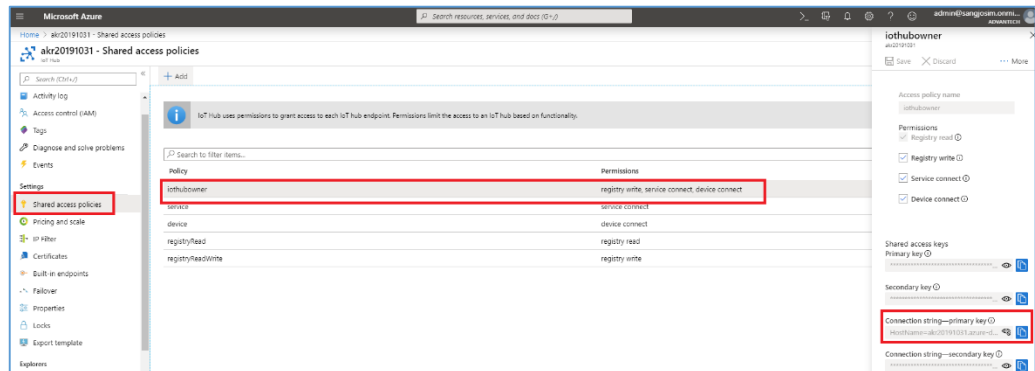 Microsoft Azure
Search resources, services, and docs (G+/)
admin@sangjosim.onmi...
ADVANTECH
Home > akr20191031 - Shared access policies
akr20191031 - Shared access policies
IoT Hub
Search (Ctrl+/)
Activity log
Access control (IAM)
Tags
Diagnose and solve problems
Events
Settings
Shared access policies
Pricing and scale
IP Filter
Certificates
Built-in endpoints
Failover
Properties
Locks
Export template
Explorers
+ Add
IoT Hub uses permissions to grant access to each IoT hub endpoint. Permissions limit the access to an IoT hub based on functionality.
Search to filter items...
Policy Permissions
iothubowner registry write, service connect, device connect
service service connect
device device connect
registryRead registry read
registryReadWrite registry write
iothubowner
akr20191031
Save Discard ... More
Access policy name
iothubowner
Permissions
Registry read
Registry write
Service connect
Device connect
Shared access keys
Primary key
Secondary key
Connection string—primary key
HostName=akr20191031.azure-d...
Connection string—secondary key